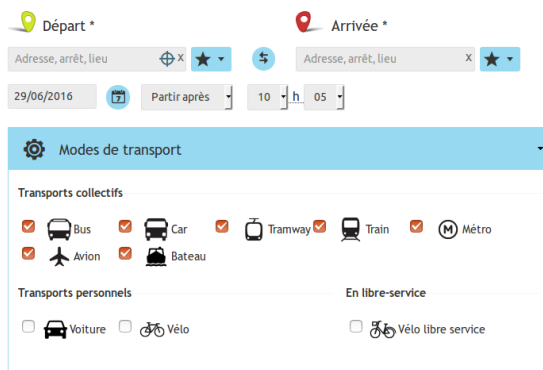 Départ * Arrivée *
Adresse, arrêt, lieu x Adresse, arrêt, lieu x
29/06/2016 7 Partir après 10 h 05
Modes de transport
Transports collectifs
Bus Car Tramway Train M Métro
Avion Bateau
Transports personnels En libre-service
Voiture Vélo Vélo libre service